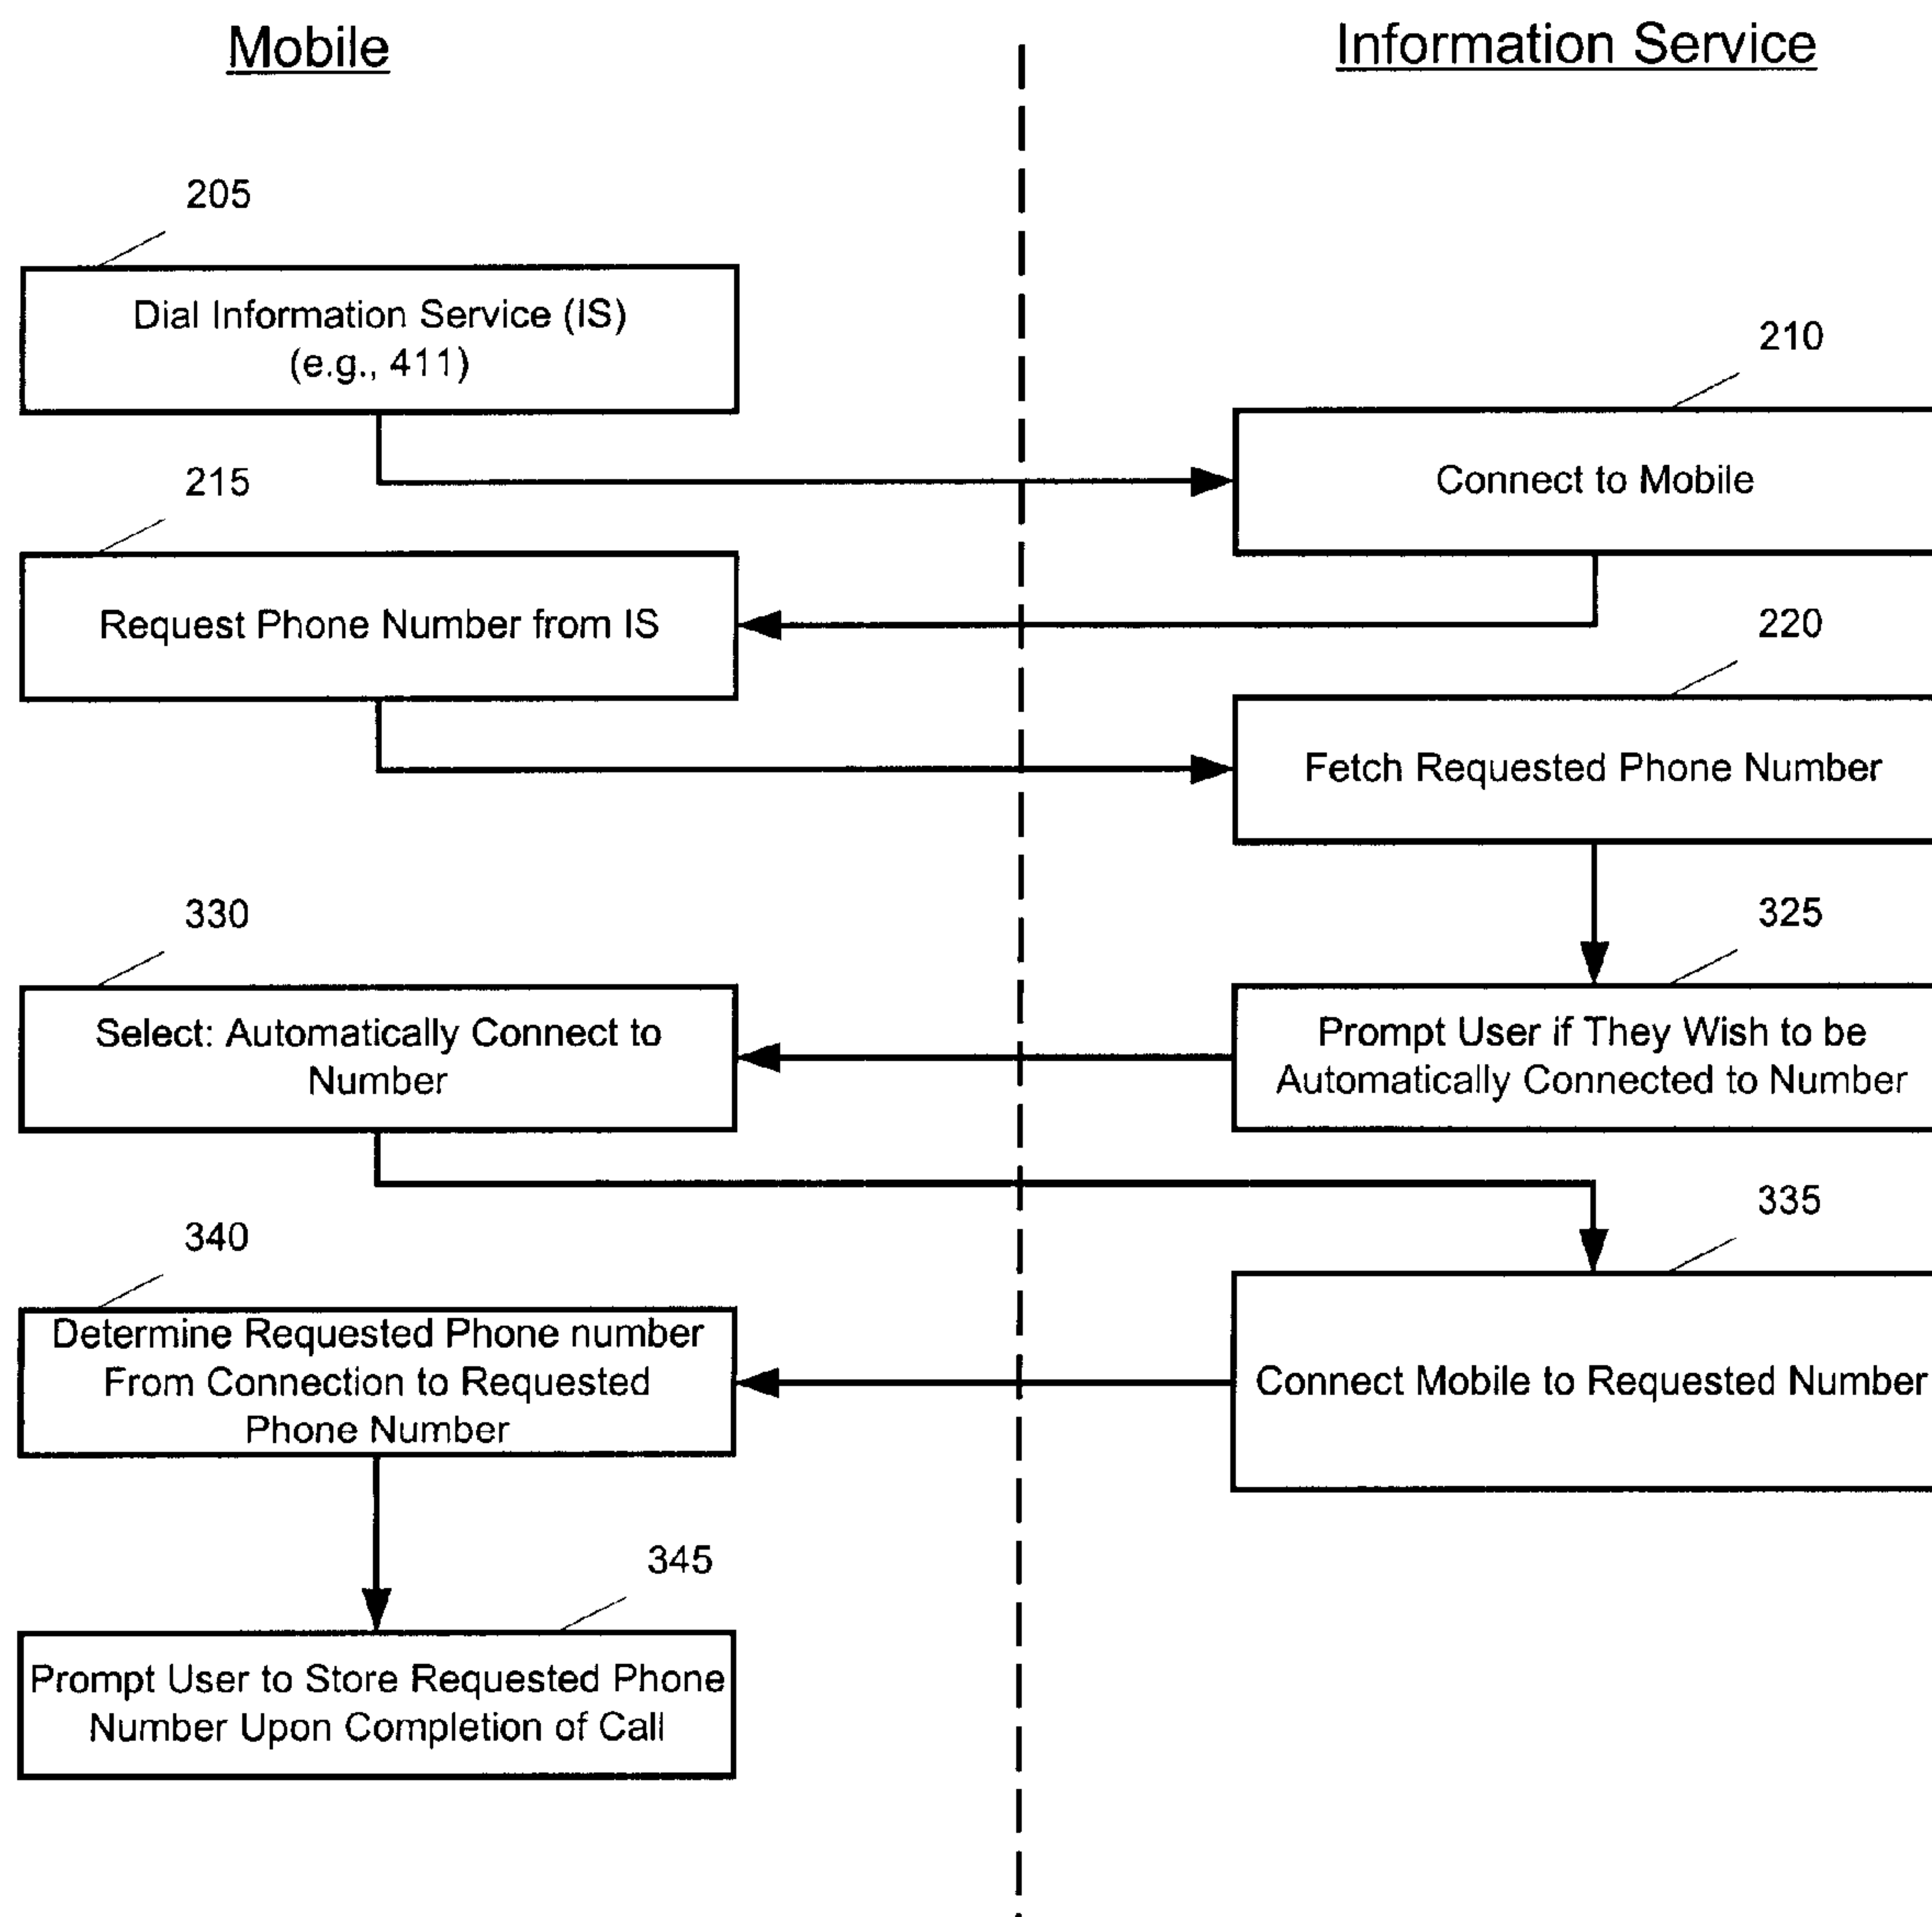 Mobile
Information Service
205
Dial Information Service (IS)
(e.g., 411)
210
Connect to Mobile
215
Request Phone Number from IS
220
Fetch Requested Phone Number
325
Prompt User if They Wish to be
Automatically Connected to Number
330
Select: Automatically Connect to
Number
335
Connect Mobile to Requested Number
340
Determine Requested Phone number
From Connection to Requested
Phone Number
345
Prompt User to Store Requested Phone
Number Upon Completion of Call